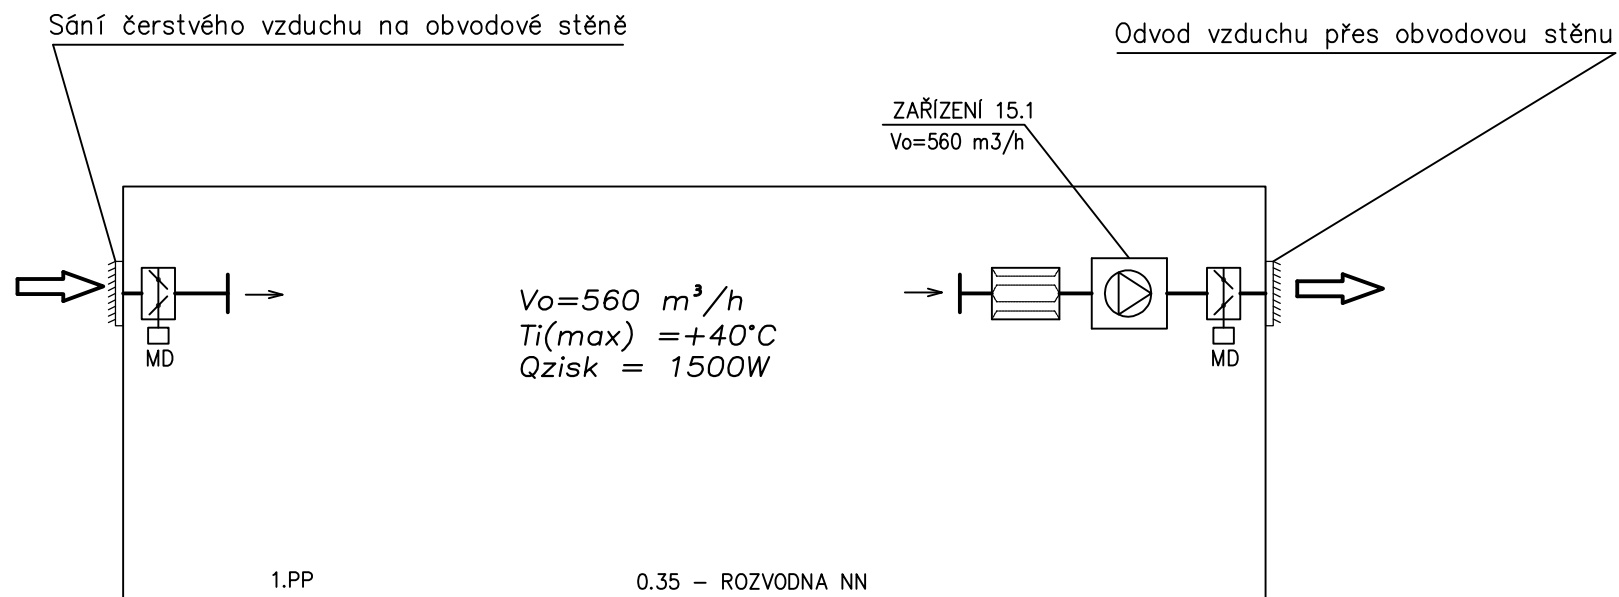 Sání čerstvého vzduchu na obvodové stěně
Odvod vzduchu přes obvodovou stěnu
ZAŘÍZENÍ 15.1
Vo=560 m3/h
Vo=560 m³/h
Ti(max) =+40°C
Qzisk = 1500W
MD
MD
1.PP
0.35 – ROZVODNA NN